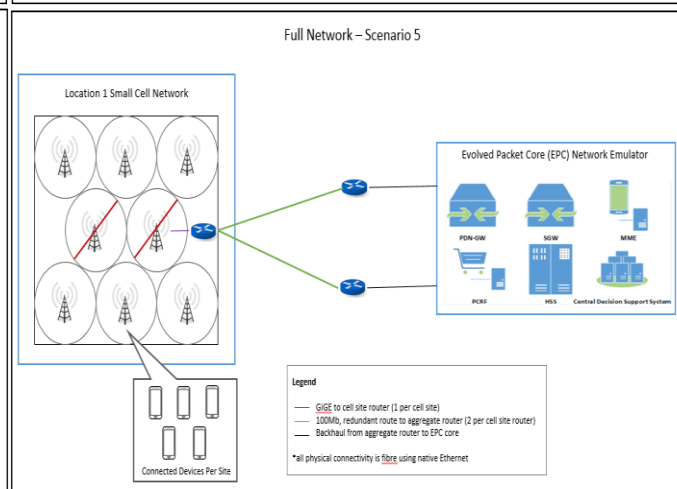 Full Network – Scenario 5
Location 1 Small Cell Network
Evolved Packet Core (EPC) Network Emulator
PDN-GW
SGW
MME
PCRF
HSS
Central Decision Support System
Connected Devices Per Site
Legend
GIGE to cell site router (1 per cell site)
100Mb, redundant route to aggregate router (2 per cell site router)
Backhaul from aggregate router to EPC core
*all physical connectivity is fibre using native Ethernet